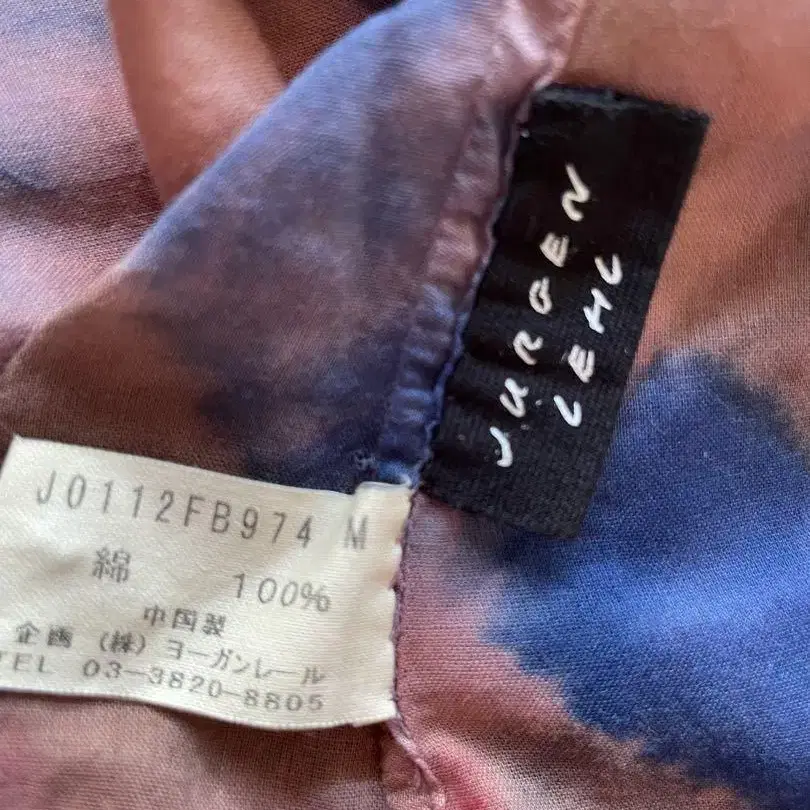 JURGEN
LEHL
J0112FB974 M
綿 100%
中国製
企画 (株) ヨーガンレール
TEL 03-3820-8805